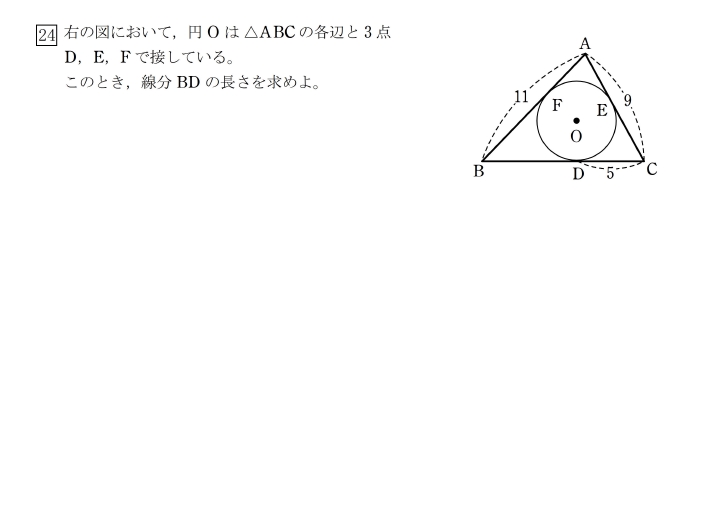 24 右の図において，円 O は △ABC の各辺と 3 点
D，E，F で接している。
このとき，線分 BD の長さを求めよ。
A
11
F
E
9
O
B
D
5
C